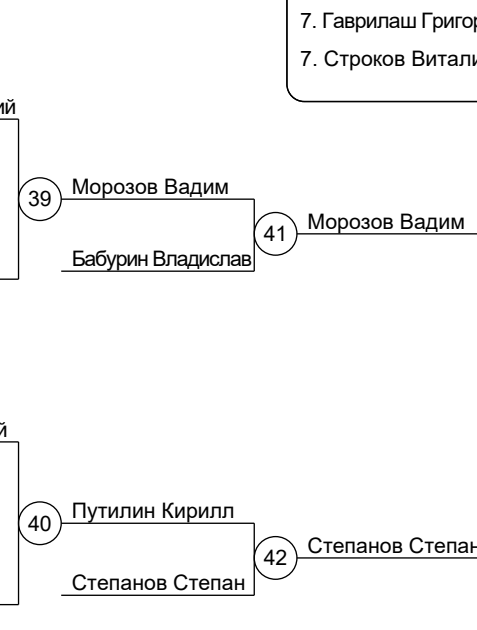 7. Гаврилаш Григор
7. Строков Витали
ий
39
Морозов Вадим
41
Морозов Вадим
Бабурин Владислав
й
40
Путилин Кирилл
42
Степанов Степан
Степанов Степан